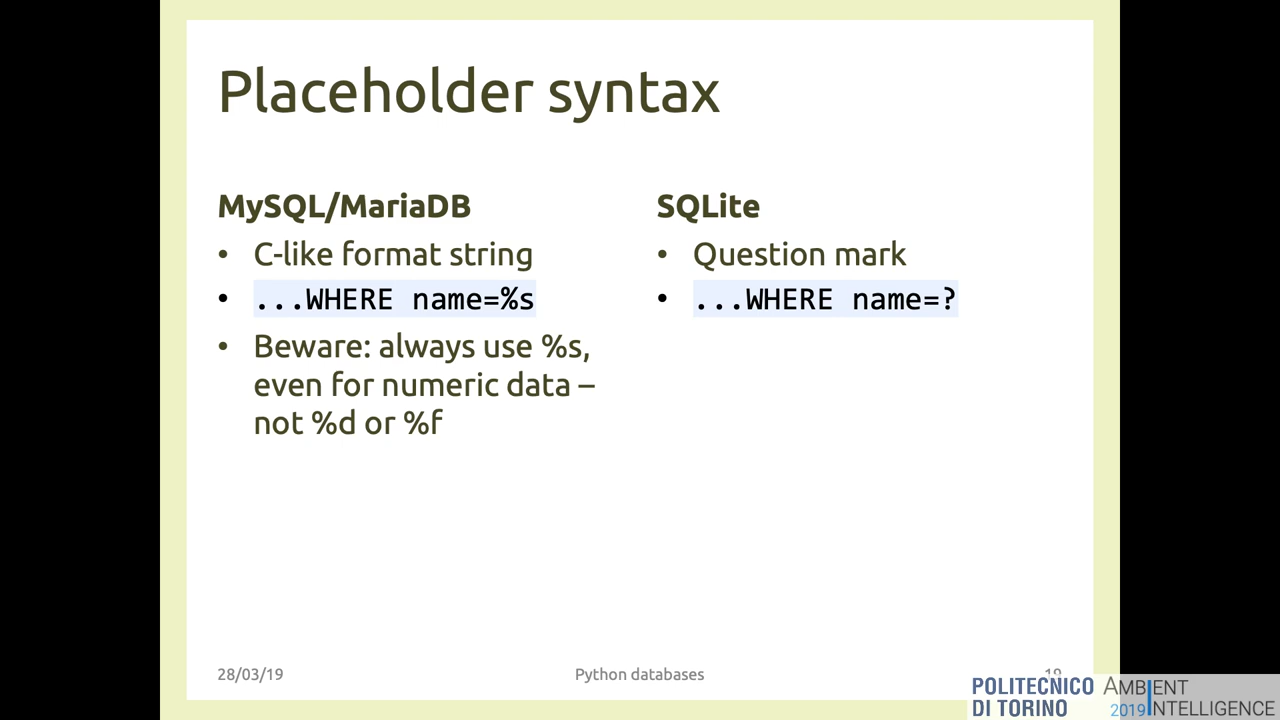 Placeholder syntax
MySQL/MariaDB
• C-like format string
• ...WHERE name=%s
• Beware: always use %s,
even for numeric data –
not %d or %f
SQLite
• Question mark
• ...WHERE name=?
28/03/19
Python databases
19
POLITECNICO
DI TORINO
AMBIENT
2019 INTELLIGENCE